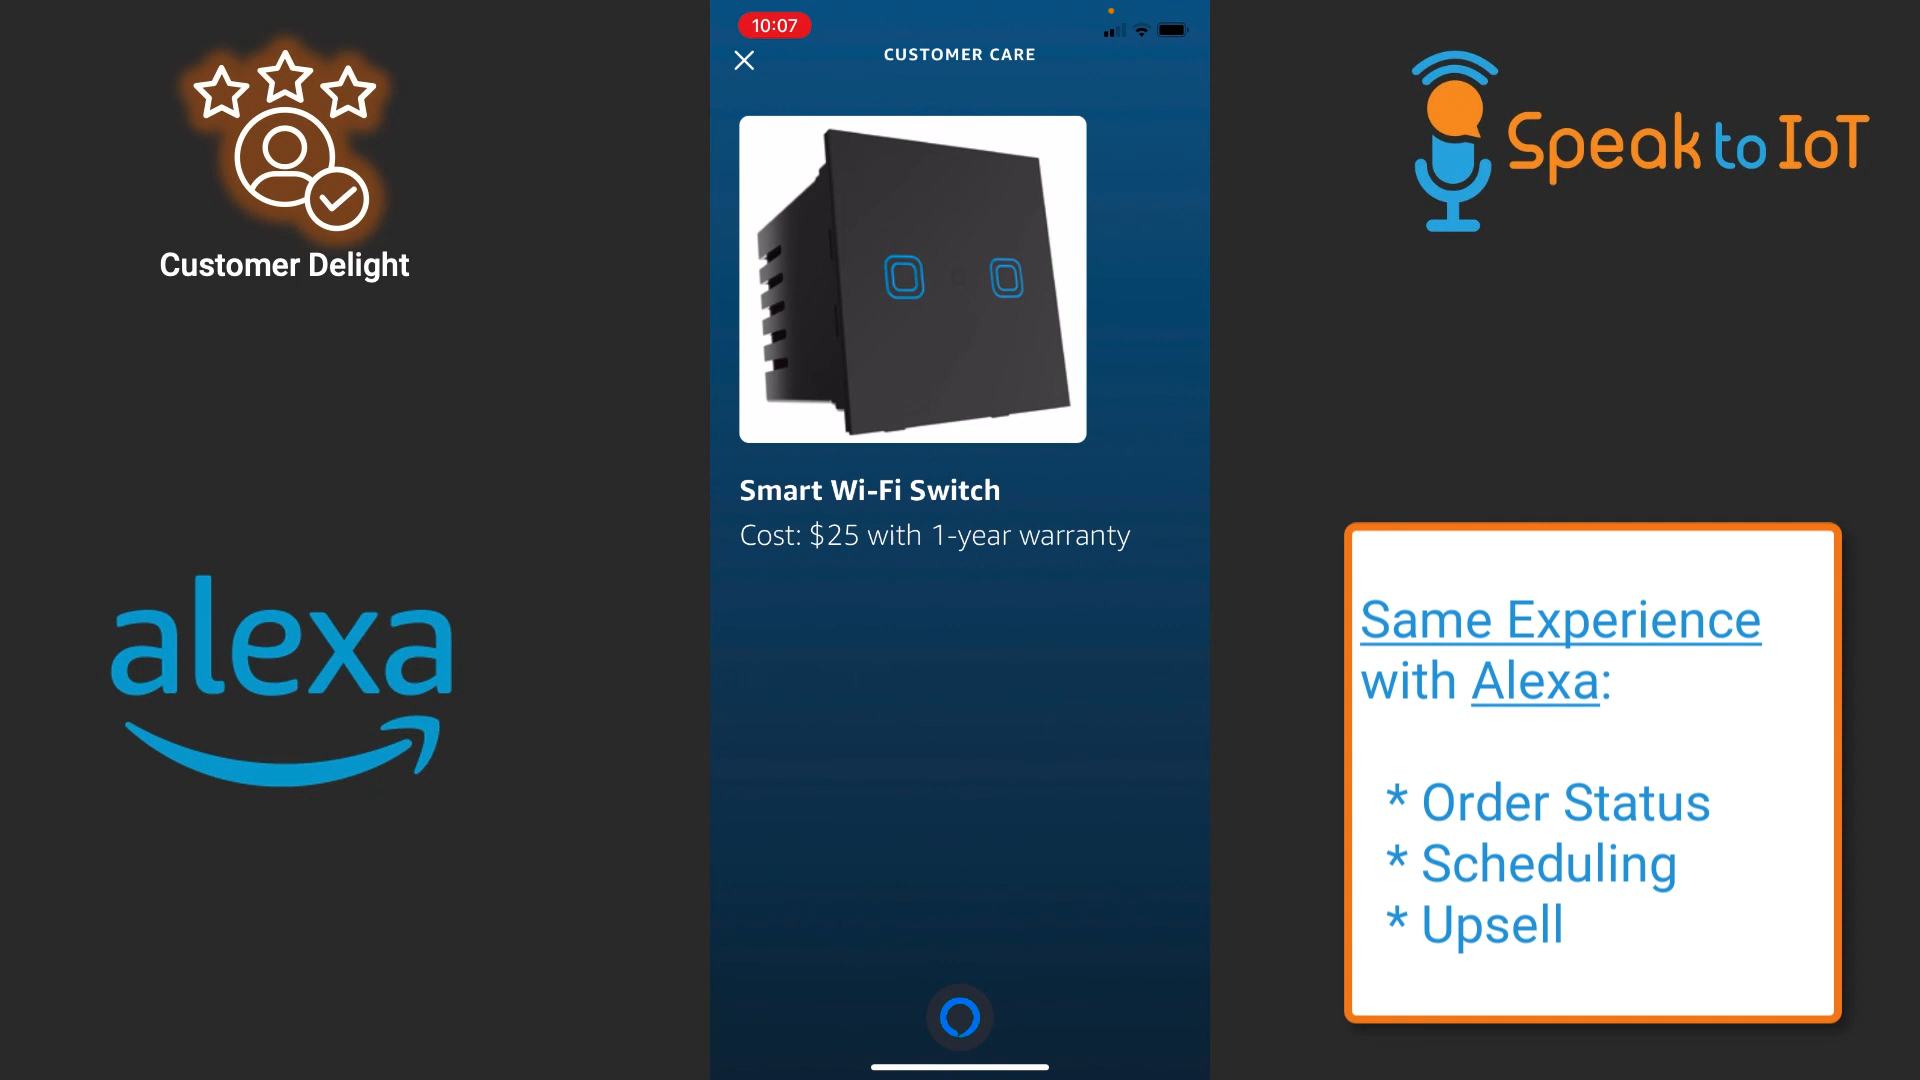 10:07
CUSTOMER CARE
Customer Delight
Speak to IoT
Smart Wi-Fi Switch
Cost: $25 with 1-year warranty
alexa
Same Experience
with Alexa:
* Order Status
* Scheduling
* Upsell